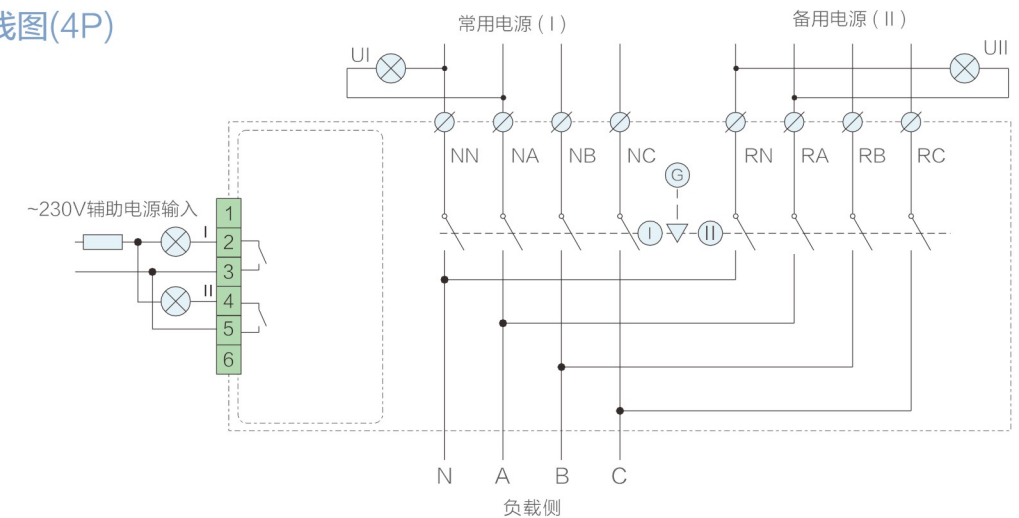 线图(4P)
常用电源 ( I )
备用电源 ( II )
UI
UII
NN NA NB NC RN RA RB RC
G
~230V辅助电源输入
I II
1
I 2
3
II 4
5
6
N A B C
负载侧